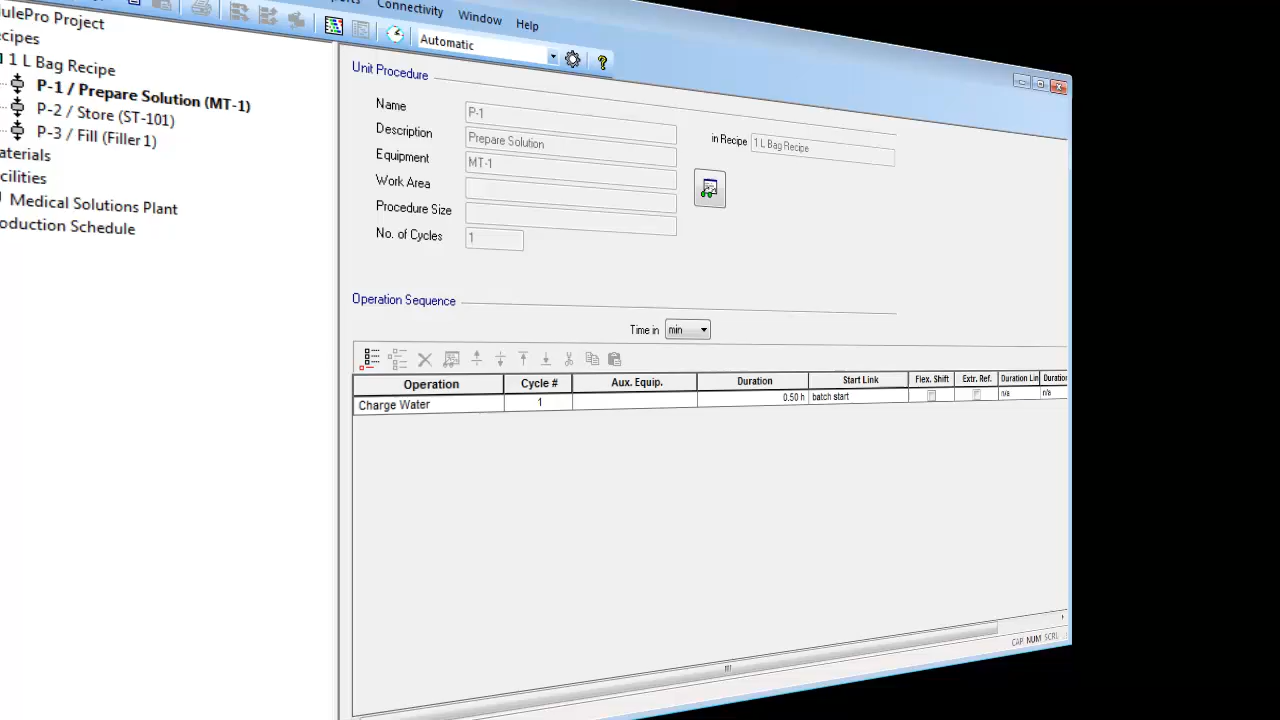 Connectivity Window Help
Automatic
ulePro Project
cipes
1 L Bag Recipe
P-1 / Prepare Solution (MT-1)
P-2 / Store (ST-101)
P-3 / Fill (Filler 1)
aterials
cilities
Medical Solutions Plant
oduction Schedule
Unit Procedure
Name P-1
in Recipe 1 L Bag Recipe
Description Prepare Solution
Equipment MT-1
Work Area
Procedure Size
No. of Cycles 1
Operation Sequence
Time in min
Operation Cycle # Aux. Equip. Duration Start Link Flex. Shift Extr. Ref. Duration Lin Duratio
Charge Water 1 0.50 h batch start n/a n/a
CAP NUM SCRL